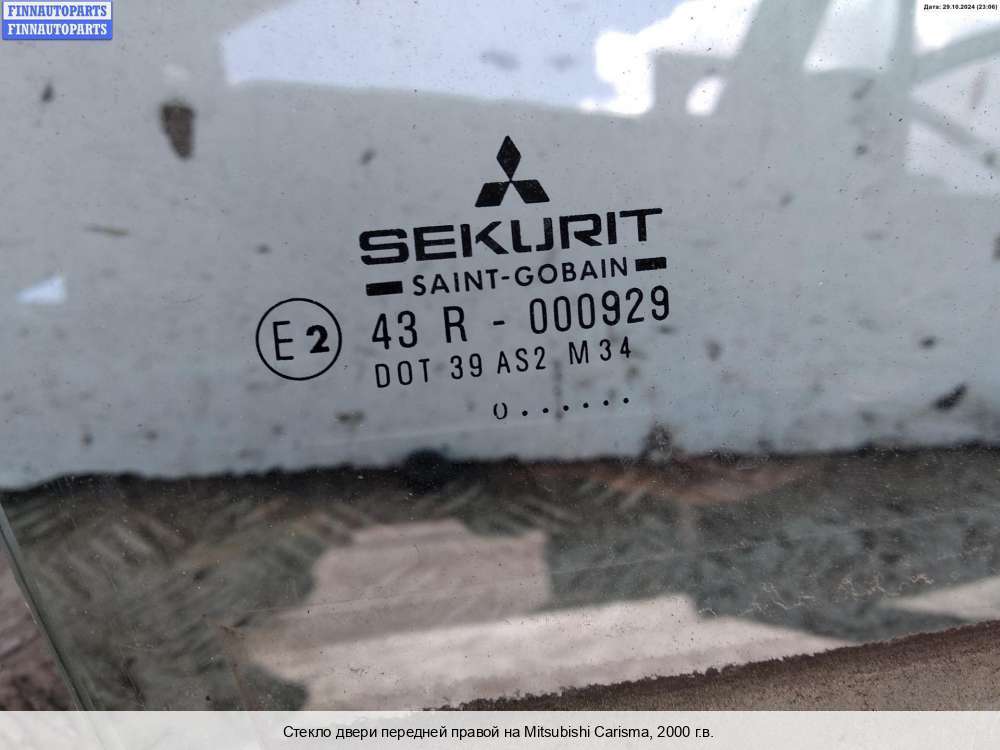 FINNAUTOPARTS
FINNAUTOPARTS
Дата: 29.10.2024 (23:06)
SEKURIT
SAINT-GOBAIN
E2 43 R - 000929
DOT 39 AS2 M34
0......
Стекло двери передней правой на Mitsubishi Carisma, 2000 г.в.